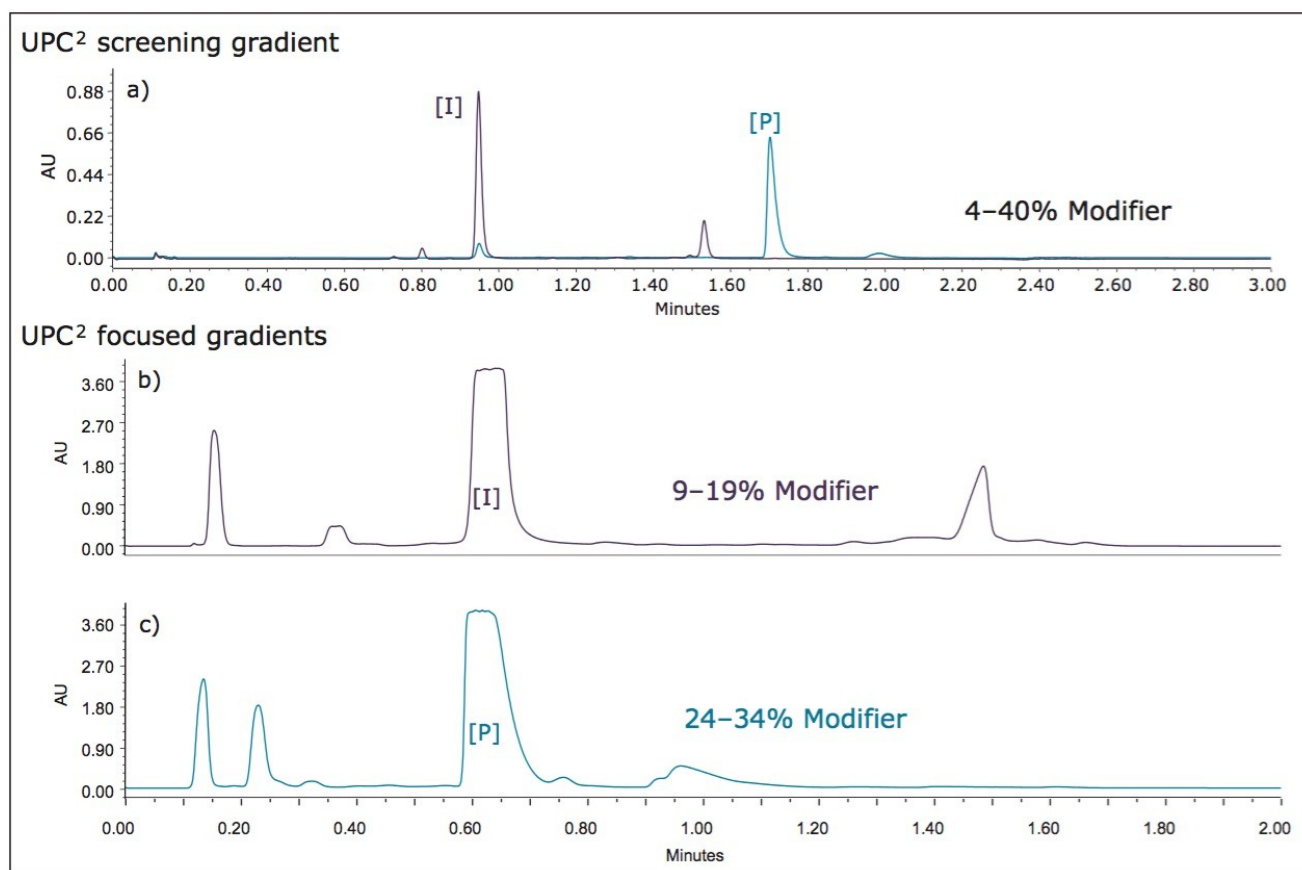 UPC² screening gradient
a)
[I]
[P]
4–40% Modifier
AU
0.88
0.66
0.44
0.22
0.00
0.00 0.20 0.40 0.60 0.80 1.00 1.20 1.40 1.60 1.80 2.00 2.20 2.40 2.60 2.80 3.00
Minutes
UPC² focused gradients
b)
[I]
9–19% Modifier
AU
3.60
2.70
1.80
0.90
0.00
c)
[P]
24–34% Modifier
AU
3.60
2.70
1.80
0.90
0.00
0.00 0.20 0.40 0.60 0.80 1.00 1.20 1.40 1.60 1.80 2.00
Minutes